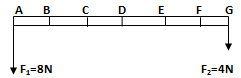 A B C D E F G
F₁=8N F₂=4N